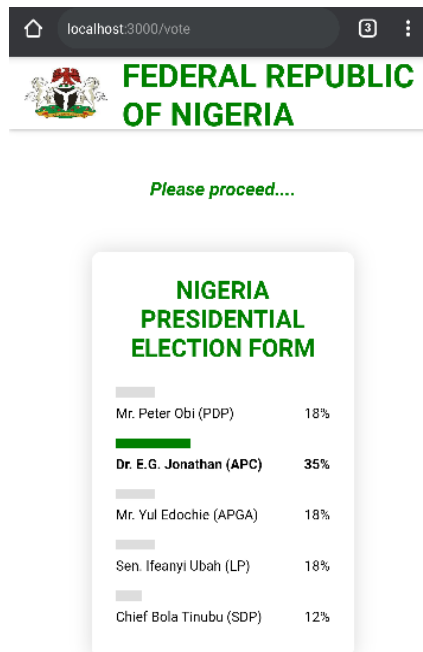 localhost:3000/vote
3
FEDERAL REPUBLIC
OF NIGERIA
Please proceed....
NIGERIA
PRESIDENTIAL
ELECTION FORM
Mr. Peter Obi (PDP) 18%
Dr. E.G. Jonathan (APC) 35%
Mr. Yul Edochie (APGA) 18%
Sen. Ifeanyi Ubah (LP) 18%
Chief Bola Tinubu (SDP) 12%